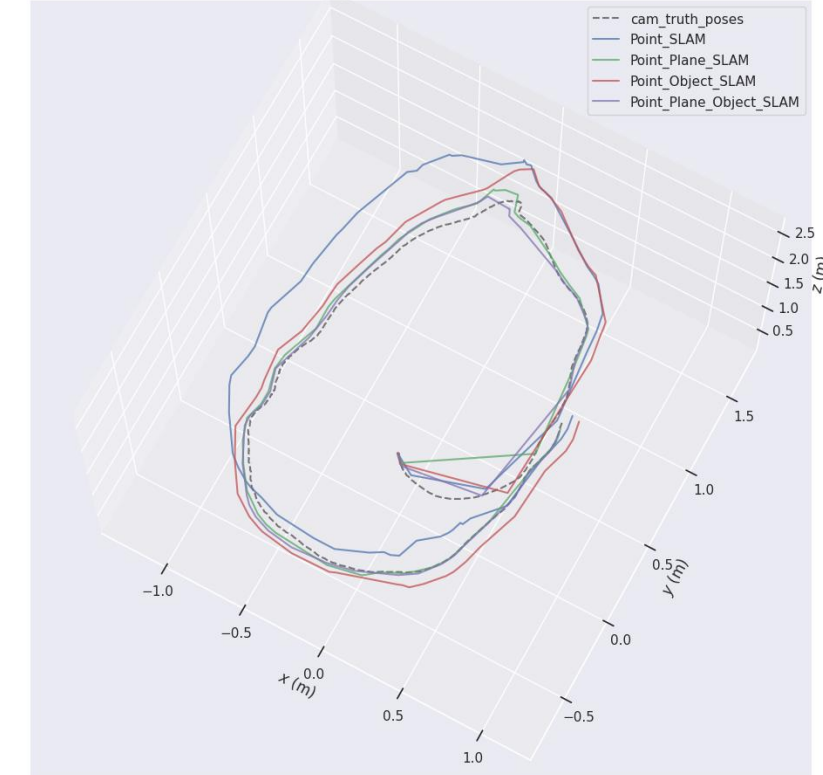 cam_truth_poses
Point_SLAM
Point_Plane_SLAM
Point_Object_SLAM
Point_Plane_Object_SLAM
2.5
2.0
1.5
1.0
0.5
z (m)
1.5
1.0
0.5
0.0
−0.5
y (m)
−1.0
−0.5
0.0
0.5
1.0
x (m)